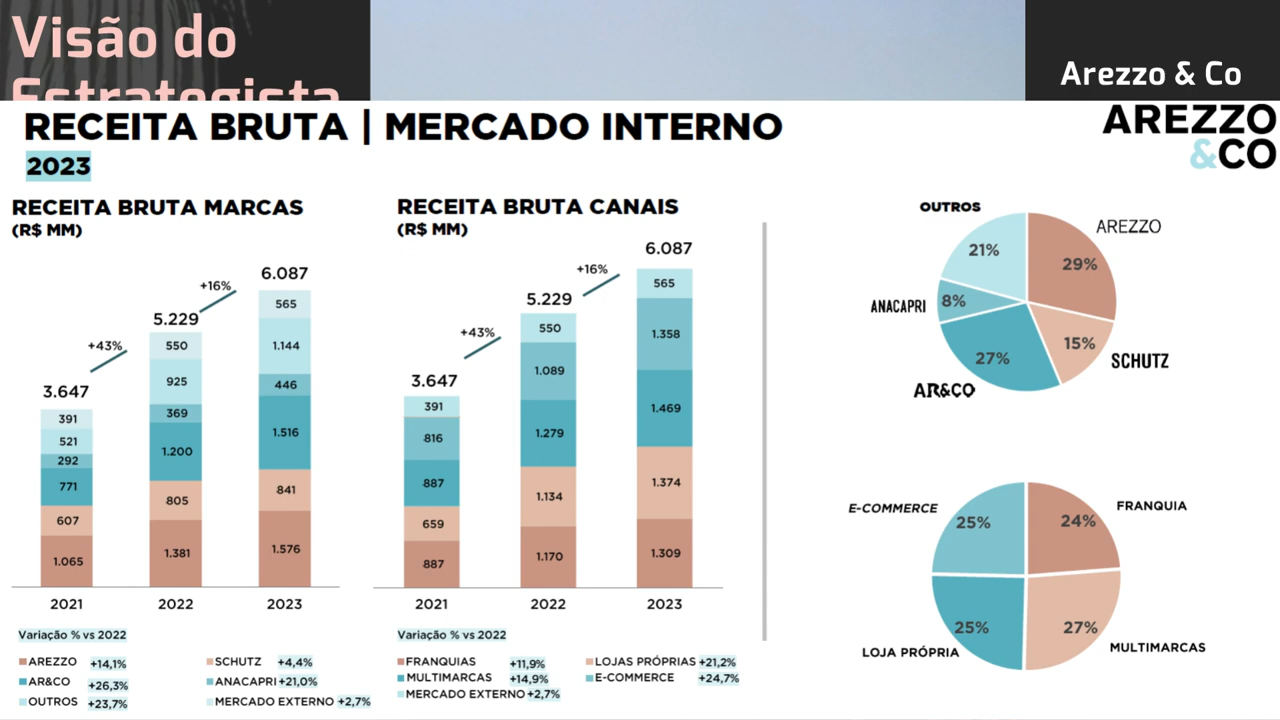 Visão do
Estrategista
Arezzo & Co
RECEITA BRUTA | MERCADO INTERNO
2023
AREZZO
&CO
RECEITA BRUTA MARCAS
(R$ MM)
3.647
+43%
5.229
+16%
6.087
391
521
292
771
607
1.065
550
925
369
1.200
805
1.381
565
1.144
446
1.516
841
1.576
2021
2022
2023
Variação % vs 2022
AREZZO +14,1%
SCHUTZ +4,4%
AR&CO +26,3%
ANACAPRI +21,0%
OUTROS +23,7%
MERCADO EXTERNO +2,7%
RECEITA BRUTA CANAIS
(R$ MM)
3.647
+43%
5.229
+16%
6.087
391
816
887
659
887
550
1.089
1.279
1.134
1.170
565
1.358
1.469
1.374
1.309
2021
2022
2023
Variação % vs 2022
FRANQUIAS +11,9%
LOJAS PRÓPRIAS +21,2%
MULTIMARCAS +14,9%
E-COMMERCE +24,7%
MERCADO EXTERNO +2,7%
OUTROS
21%
AREZZO
29%
ANACAPRI
8%
15%
SCHUTZ
27%
AR&CO
E-COMMERCE
25%
24%
FRANQUIA
25%
LOJA PRÓPRIA
27%
MULTIMARCAS